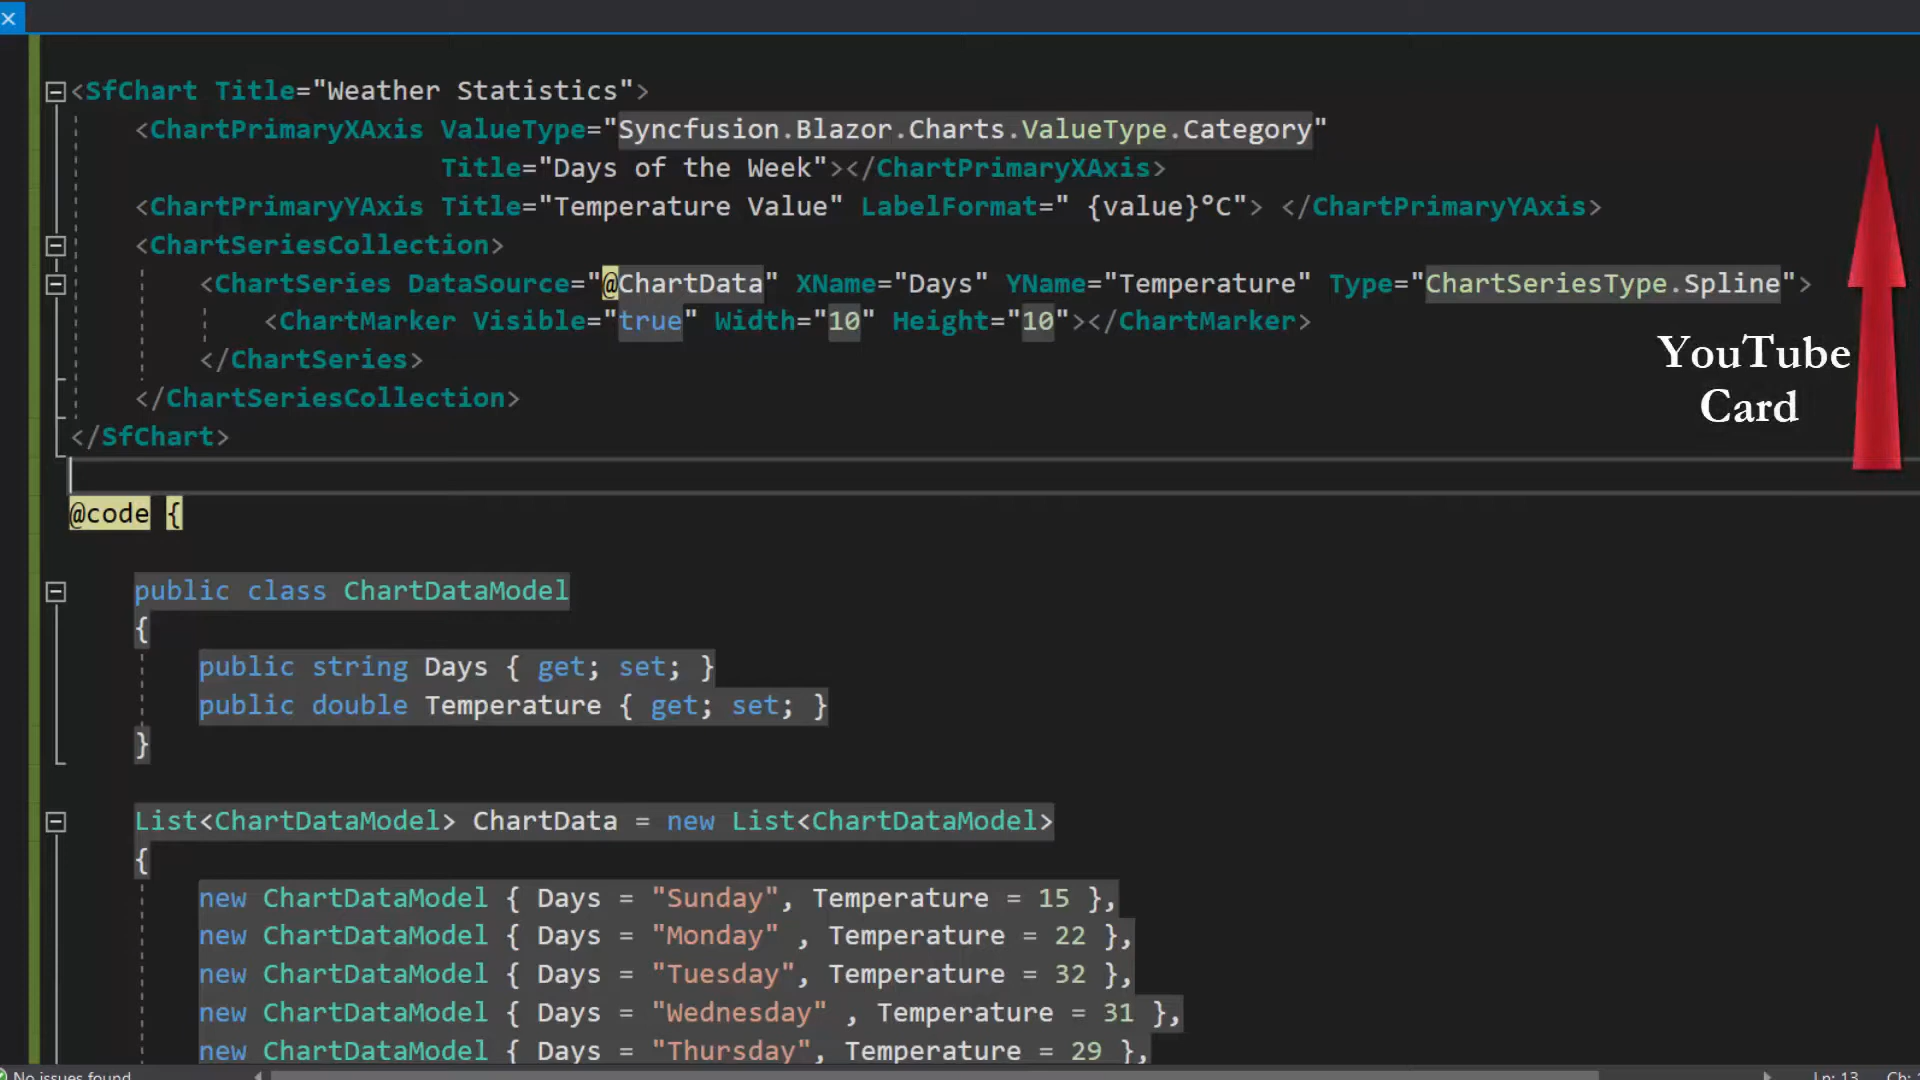 <SfChart Title="Weather Statistics">
<ChartPrimaryXAxis ValueType="Syncfusion.Blazor.Charts.ValueType.Category"
Title="Days of the Week"></ChartPrimaryXAxis>
<ChartPrimaryYAxis Title="Temperature Value" LabelFormat=" {value}°C"> </ChartPrimaryYAxis>
<ChartSeriesCollection>
<ChartSeries DataSource="@ChartData" XName="Days" YName="Temperature" Type="ChartSeriesType.Spline">
<ChartMarker Visible="true" Width="10" Height="10"></ChartMarker>
</ChartSeries>
</ChartSeriesCollection>
</SfChart>
YouTube
Card
@code {
public class ChartDataModel
{
public string Days { get; set; }
public double Temperature { get; set; }
}
List<ChartDataModel> ChartData = new List<ChartDataModel>
{
new ChartDataModel { Days = "Sunday", Temperature = 15 },
new ChartDataModel { Days = "Monday" , Temperature = 22 },
new ChartDataModel { Days = "Tuesday", Temperature = 32 },
new ChartDataModel { Days = "Wednesday" , Temperature = 31 },
new ChartDataModel { Days = "Thursday", Temperature = 29 },
No issues found
Ln: 13